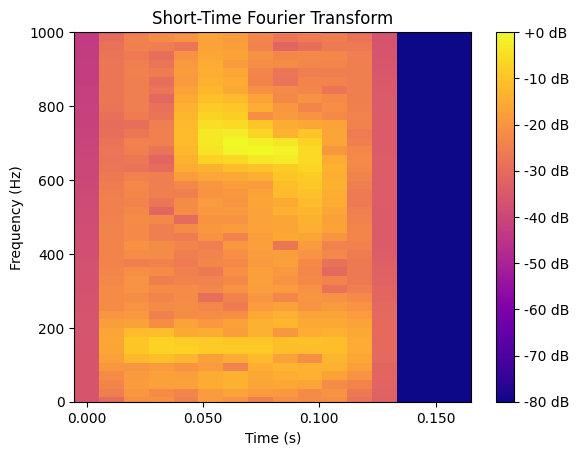 Short-Time Fourier Transform
1000
800
600
400
200
0
Frequency (Hz)
0.000
0.050
0.100
0.150
Time (s)
+0 dB
-10 dB
-20 dB
-30 dB
-40 dB
-50 dB
-60 dB
-70 dB
-80 dB